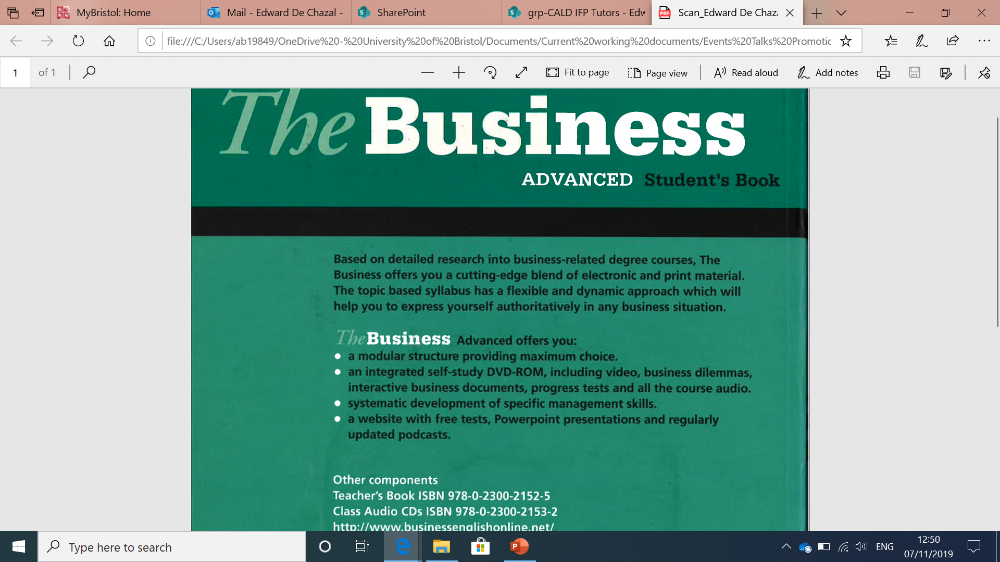 MyBristol: Home
Mail - Edward De Chazal -
SharePoint
grp-CALD IFP Tutors - Edw
Scan_Edward De Chaz
file:///C:/Users/ab19849/OneDrive%20-%20University%20of%20Bristol/Documents/Current%20working%20documents/Events%20Talks%20Promotic
1 of 1
Fit to page
Page view
Read aloud
Add notes
The Business
ADVANCED Student's Book
Based on detailed research into business-related degree courses, The
Business offers you a cutting-edge blend of electronic and print material.
The topic based syllabus has a flexible and dynamic approach which will
help you to express yourself authoritatively in any business situation.
The Business Advanced offers you:
• a modular structure providing maximum choice.
• an integrated self-study DVD-ROM, including video, business dilemmas,
interactive business documents, progress tests and all the course audio.
• systematic development of specific management skills.
• a website with free tests, Powerpoint presentations and regularly
updated podcasts.
Other components
Teacher's Book ISBN 978-0-2300-2152-5
Class Audio CDs ISBN 978-0-2300-2153-2
http://www.businessenglishonline.net/
Type here to search
ENG
12:50
07/11/2019